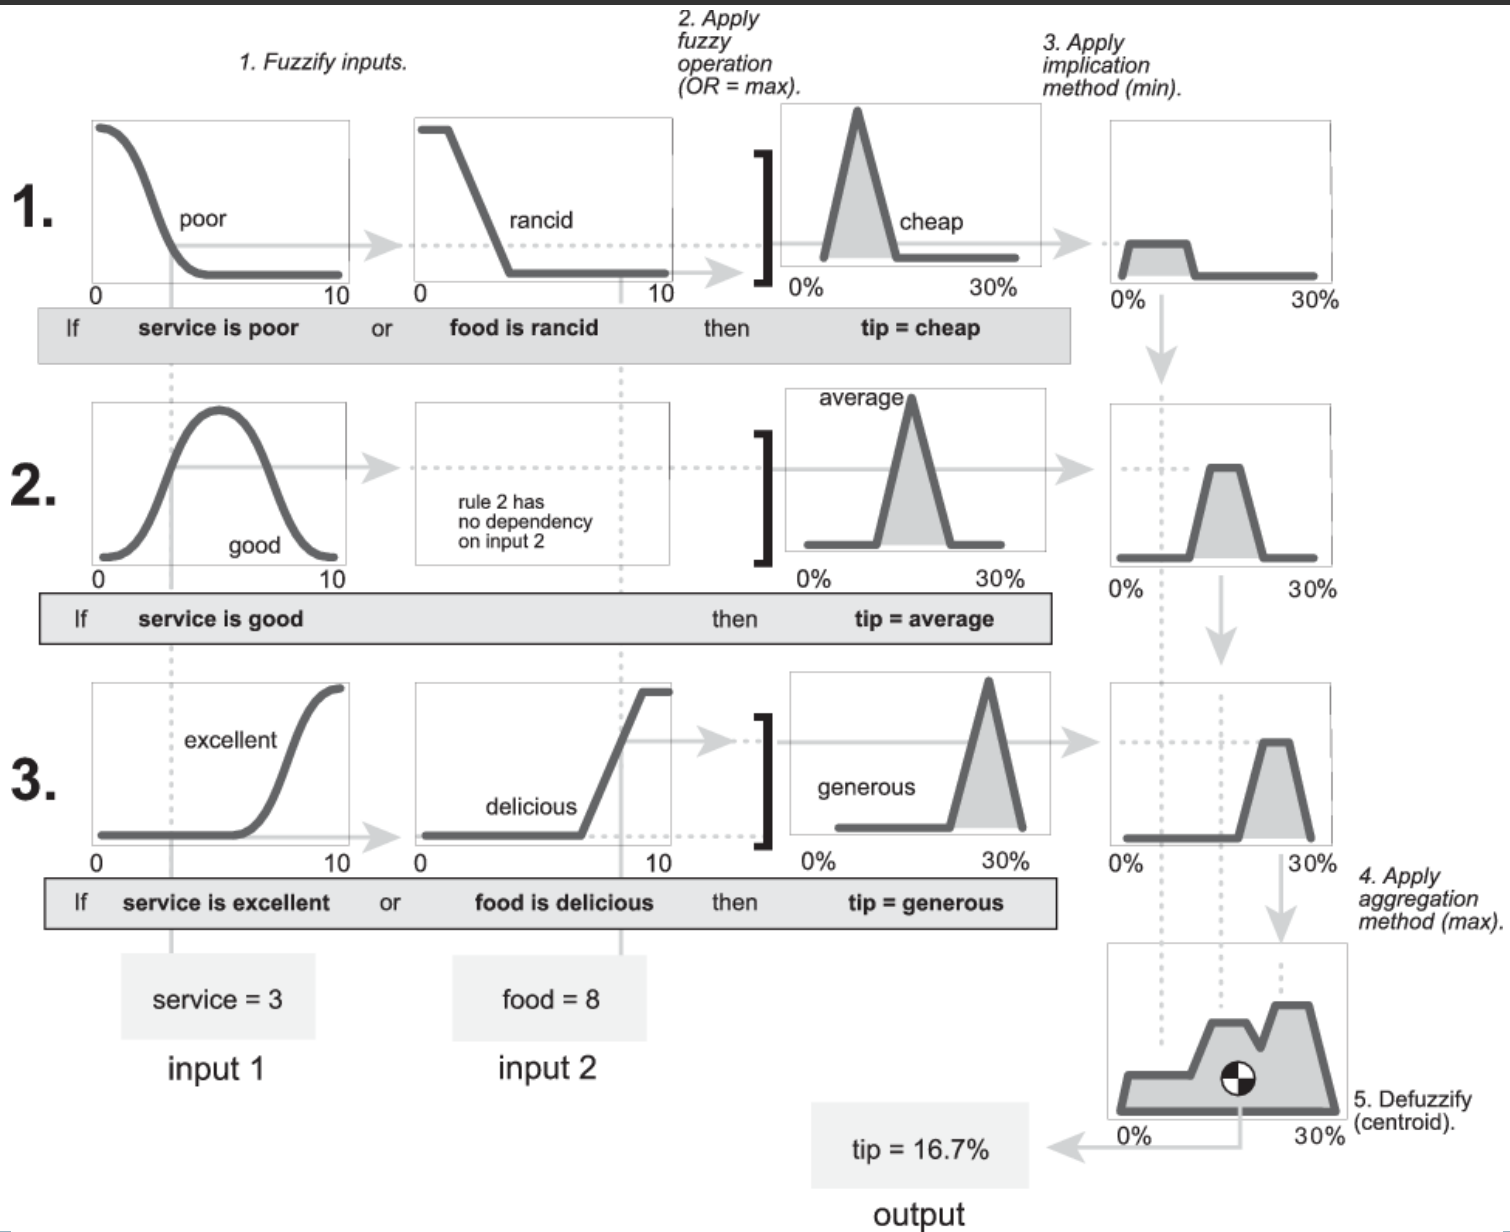 1. Fuzzify inputs.
2. Apply
fuzzy
operation
(OR = max).
3. Apply
implication
method (min).
1.
poor
rancid
cheap
0
10
0
10
0%
30%
0%
30%
If service is poor or food is rancid then tip = cheap
2.
good
rule 2 has
no dependency
on input 2
average
0
10
0%
30%
0%
30%
If service is good then tip = average
3.
excellent
delicious
generous
0
10
0
10
0%
30%
0%
30%
If service is excellent or food is delicious then tip = generous
4. Apply
aggregation
method (max).
service = 3
input 1
food = 8
input 2
0%
30%
5. Defuzzify
(centroid).
tip = 16.7%
output